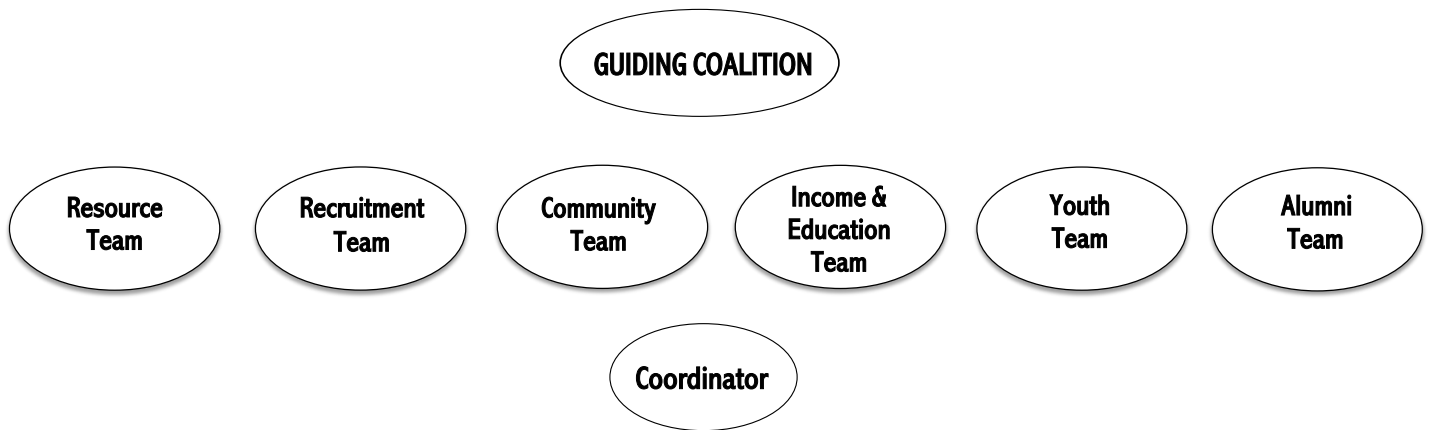 GUIDING COALITION
Resource
Team
Recruitment
Team
Community
Team
Income &
Education
Team
Youth
Team
Alumni
Team
Coordinator